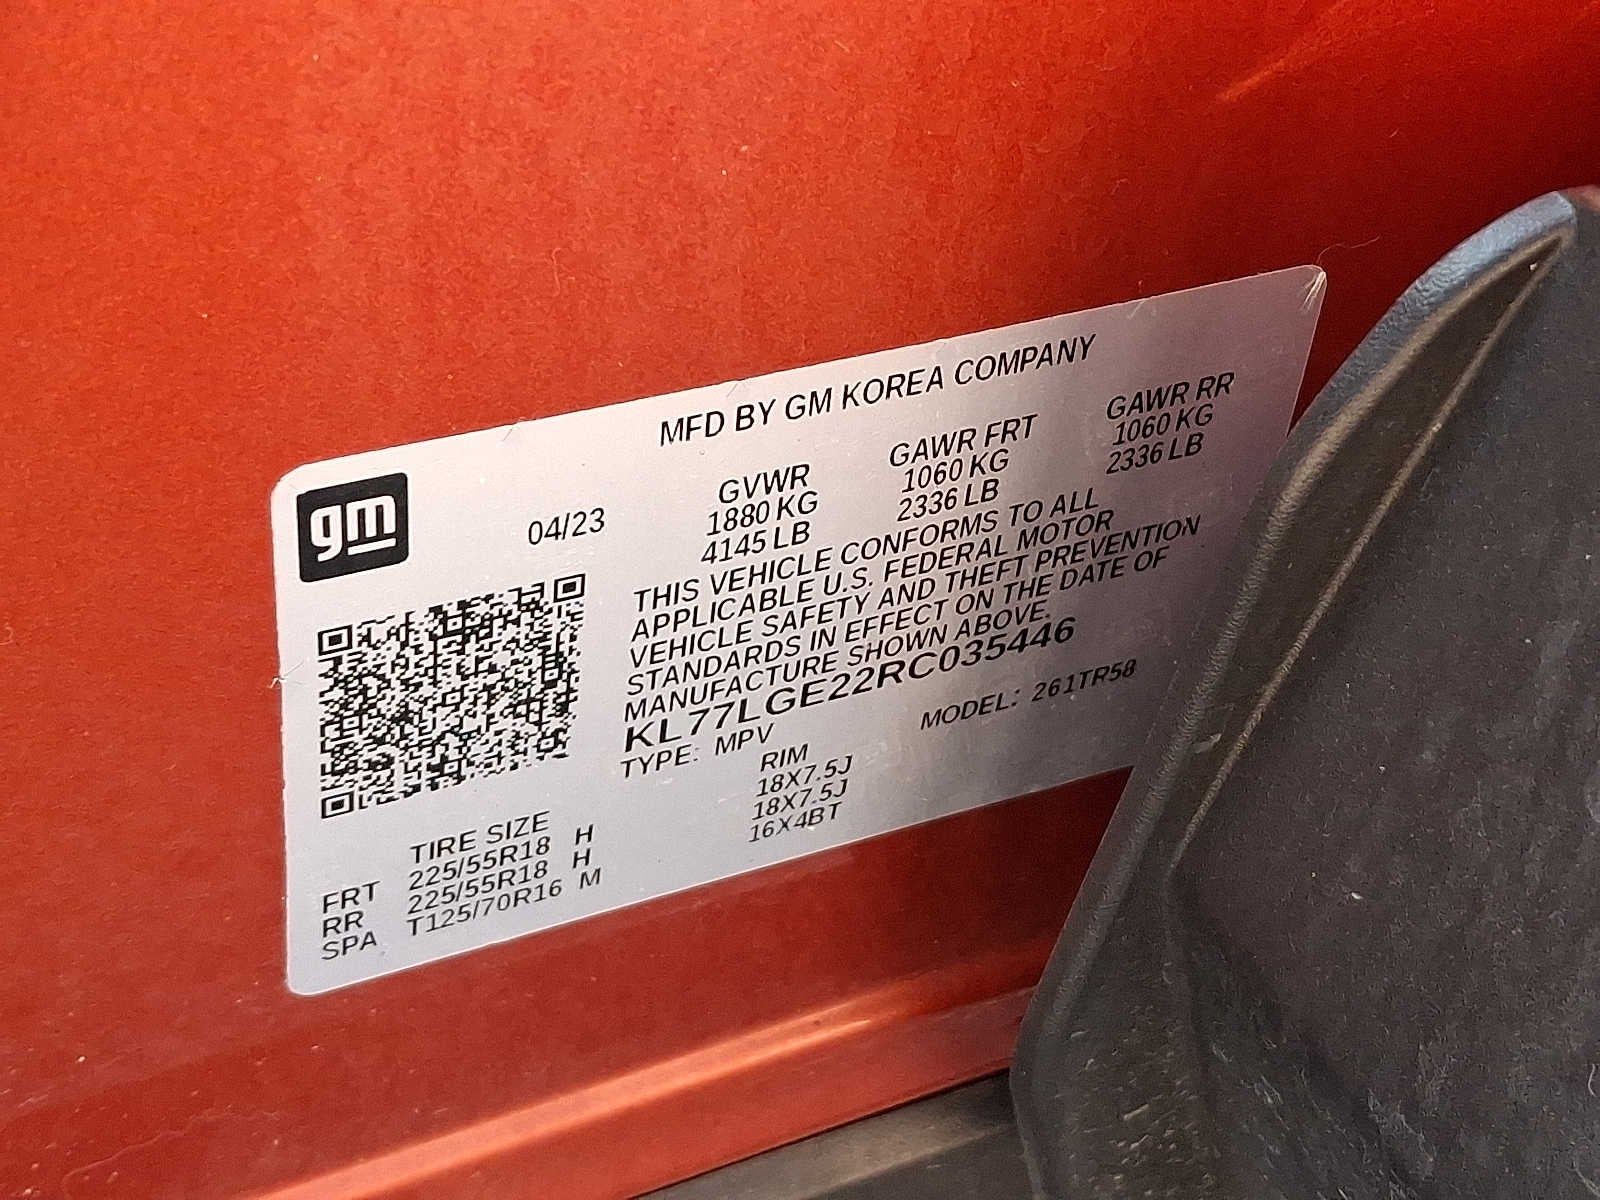 gm
MFD BY GM KOREA COMPANY
04/23
GVWR GAWR FRT GAWR RR
1880 KG 1060 KG 1060 KG
4145 LB 2336 LB 2336 LB
THIS VEHICLE CONFORMS TO ALL
APPLICABLE U.S. FEDERAL MOTOR
VEHICLE SAFETY AND THEFT PREVENTION
STANDARDS IN EFFECT ON THE DATE OF
MANUFACTURE SHOWN ABOVE.
KL77LGE22RC035446
TYPE: MPV MODEL: 261TR58
TIRE SIZE RIM
FRT 225/55R18 H 18X7.5J
RR 225/55R18 H 18X7.5J
SPA T125/70R16 M 16X4BT